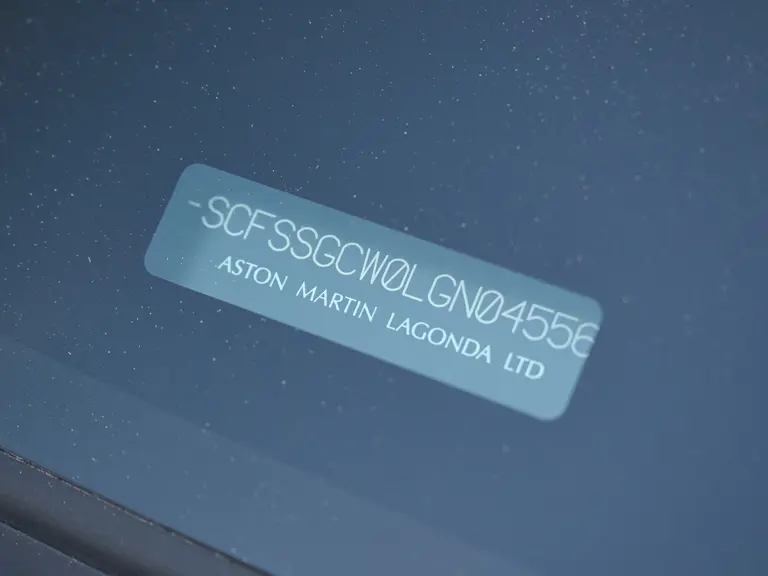 -SCFSSGCW0LGN04556
ASTON MARTIN LAGONDA LTD